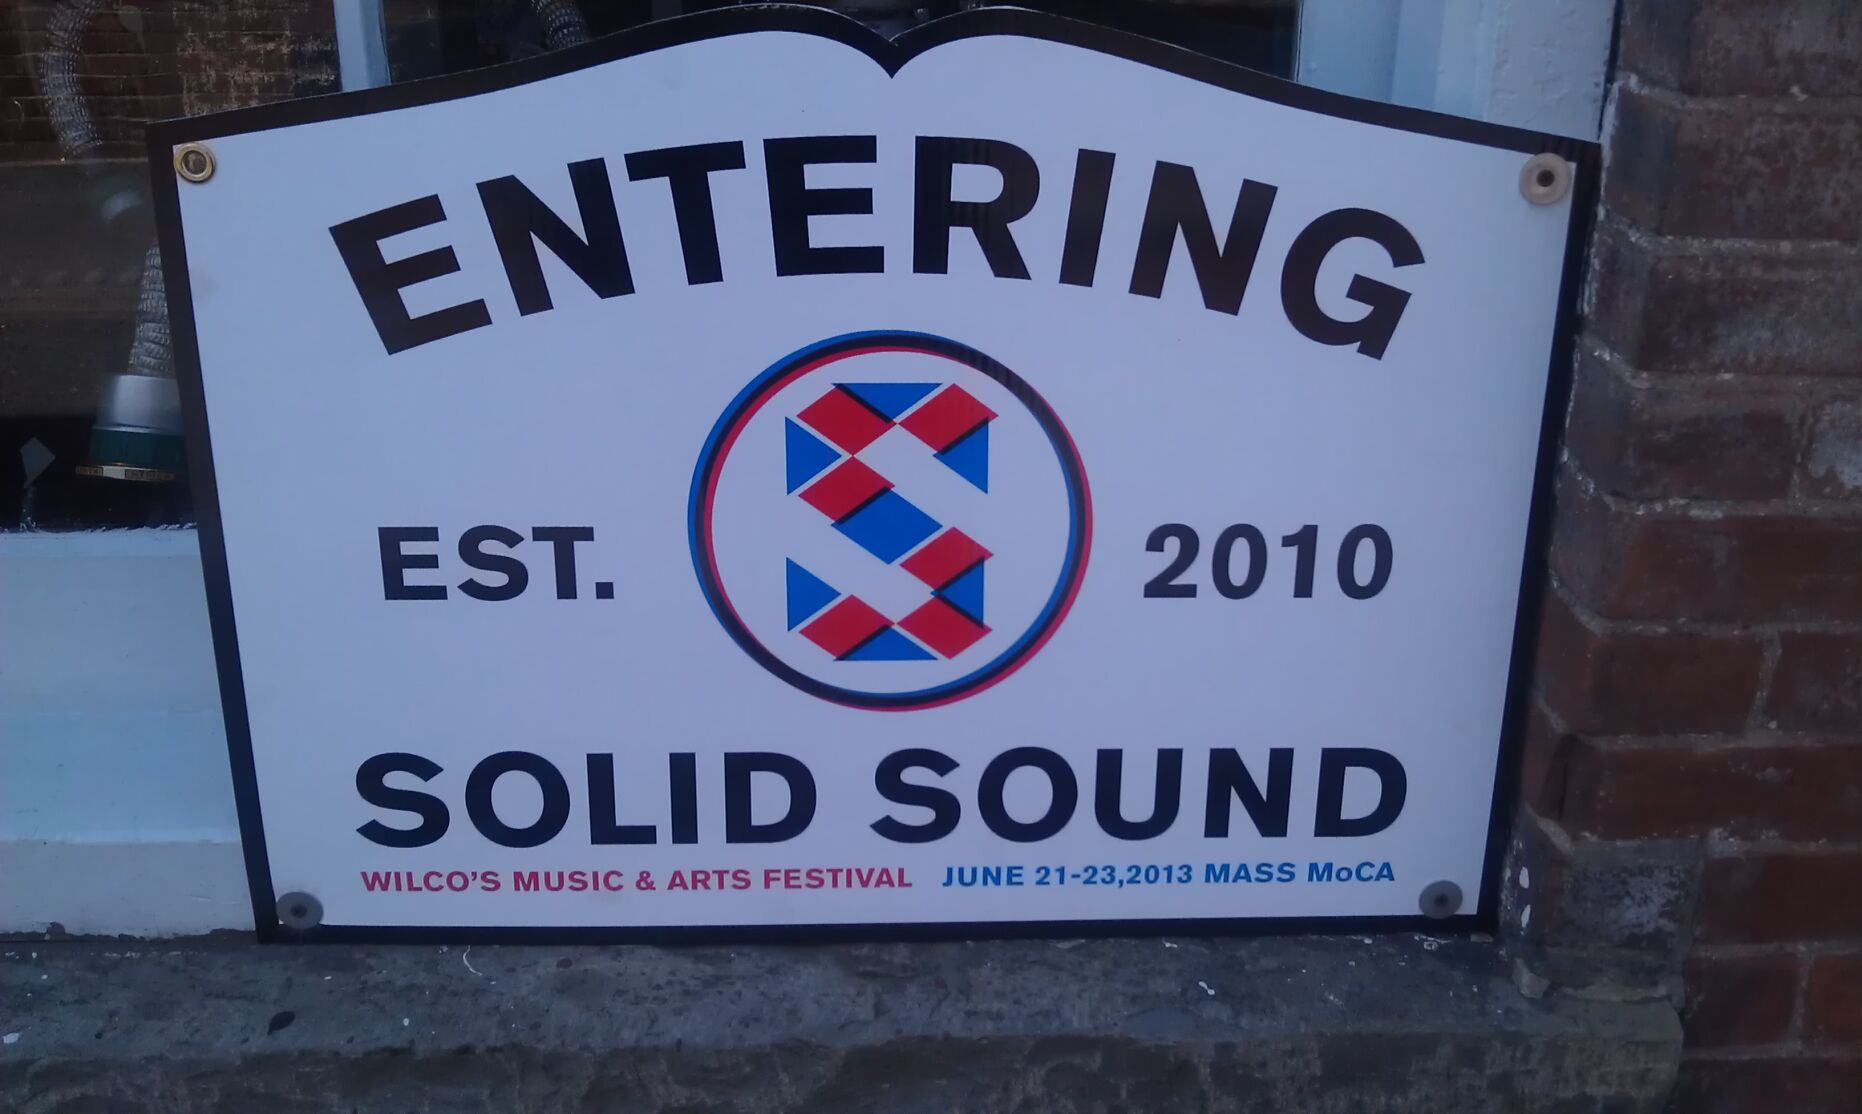 ENTERING
EST. 2010
SOLID SOUND
WILCO'S MUSIC & ARTS FESTIVAL JUNE 21-23,2013 MASS MoCA